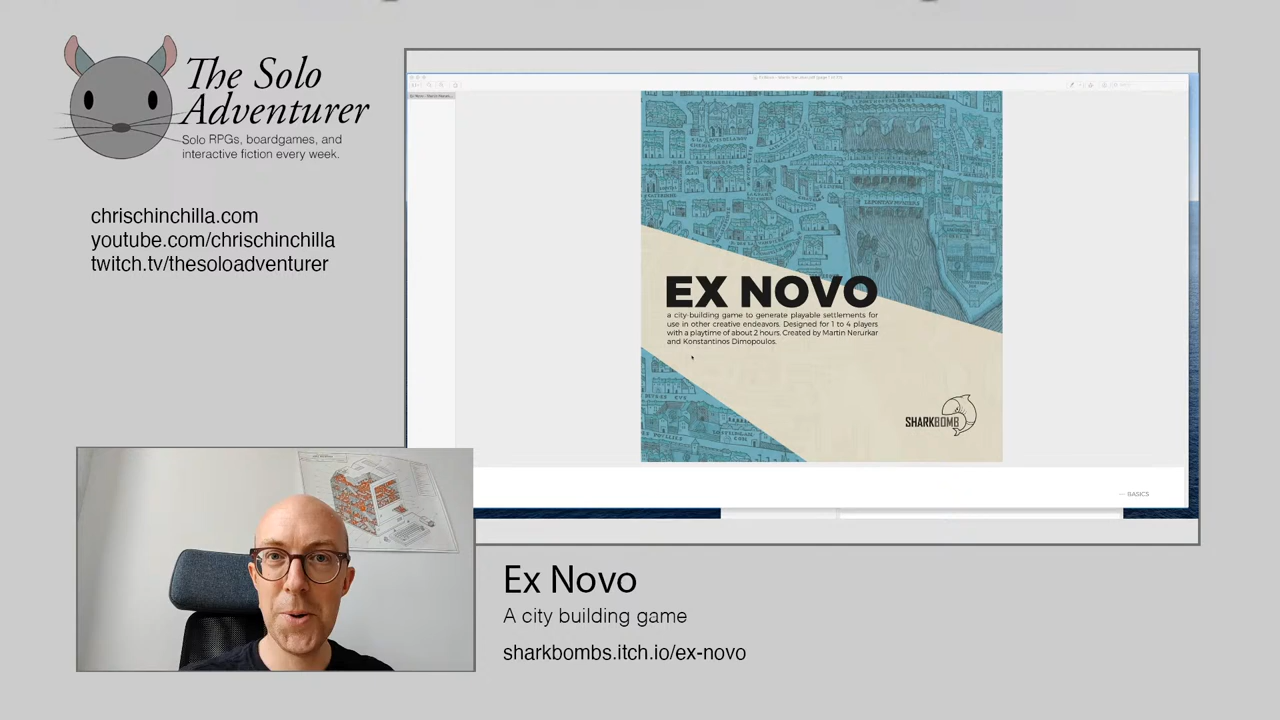 The Solo
Adventurer
Solo RPGs, boardgames, and
interactive fiction every week.
chrischinchilla.com
youtube.com/chrischinchilla
twitch.tv/thesoloadventurer
EX NOVO
a city-building game to generate playable settlements for
use in other creative endeavors. Designed for 1 to 4 players
with a playtime of about 2 hours. Created by Martin Nerurkar
and Konstantinos Dimopoulos.
SHARKBOMB
— BASICS
Ex Novo
A city building game
sharkbombs.itch.io/ex-novo